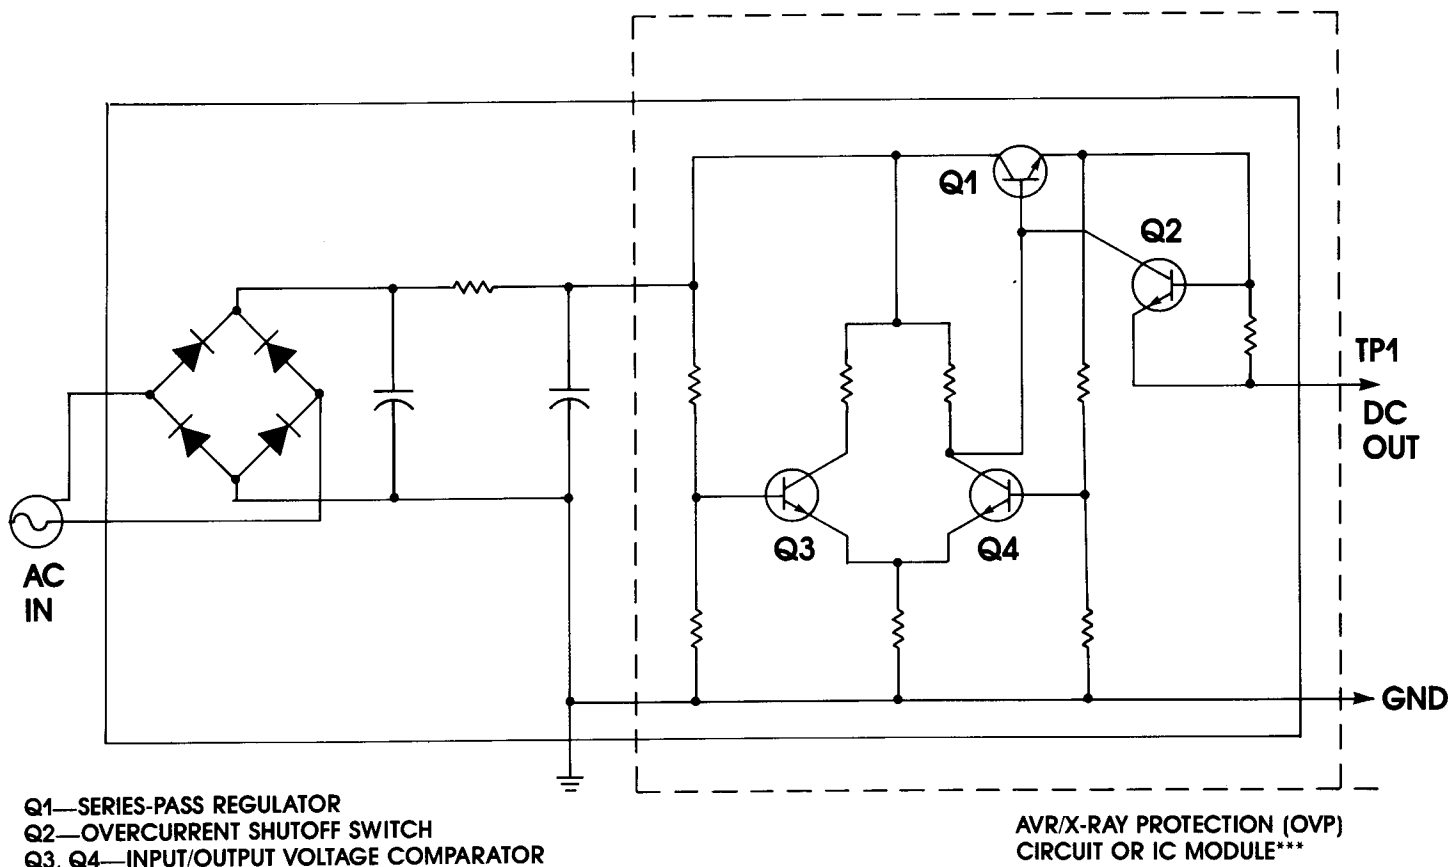 Q1
Q2
TP1
DC
OUT
Q3
Q4
AC
IN
GND
Q1—SERIES-PASS REGULATOR
Q2—OVERCURRENT SHUTOFF SWITCH
Q3, Q4—INPUT/OUTPUT VOLTAGE COMPARATOR
AVR/X-RAY PROTECTION (OVP)
CIRCUIT OR IC MODULE***